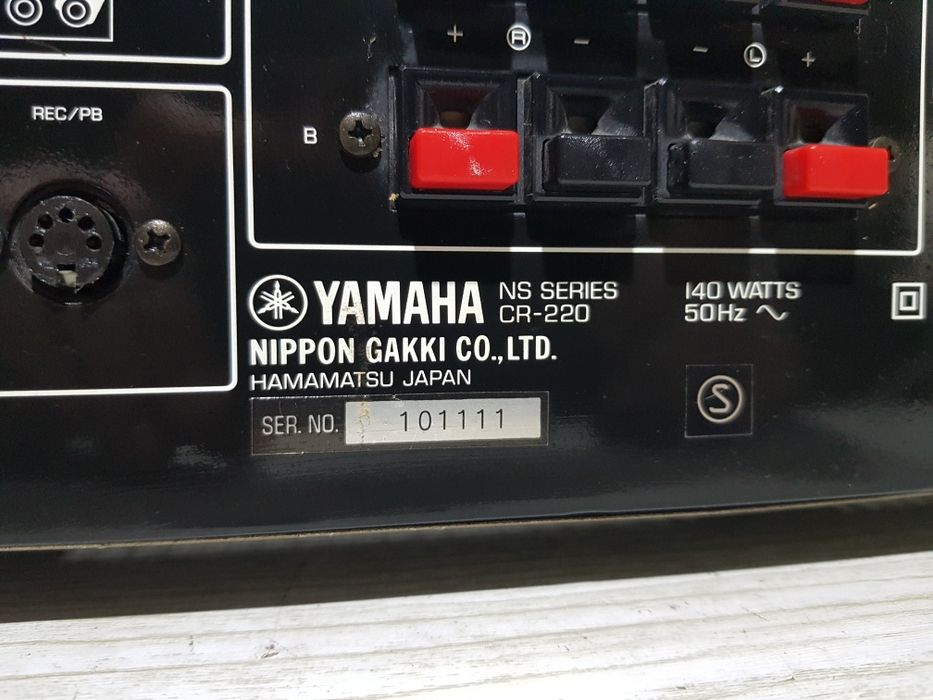 + R - - L +
REC/PB
B
YAMAHA NS SERIES 140 WATTS
CR-220 50Hz ~
NIPPON GAKKI CO.,LTD.
HAMAMATSU JAPAN
SER. NO. 101111
S